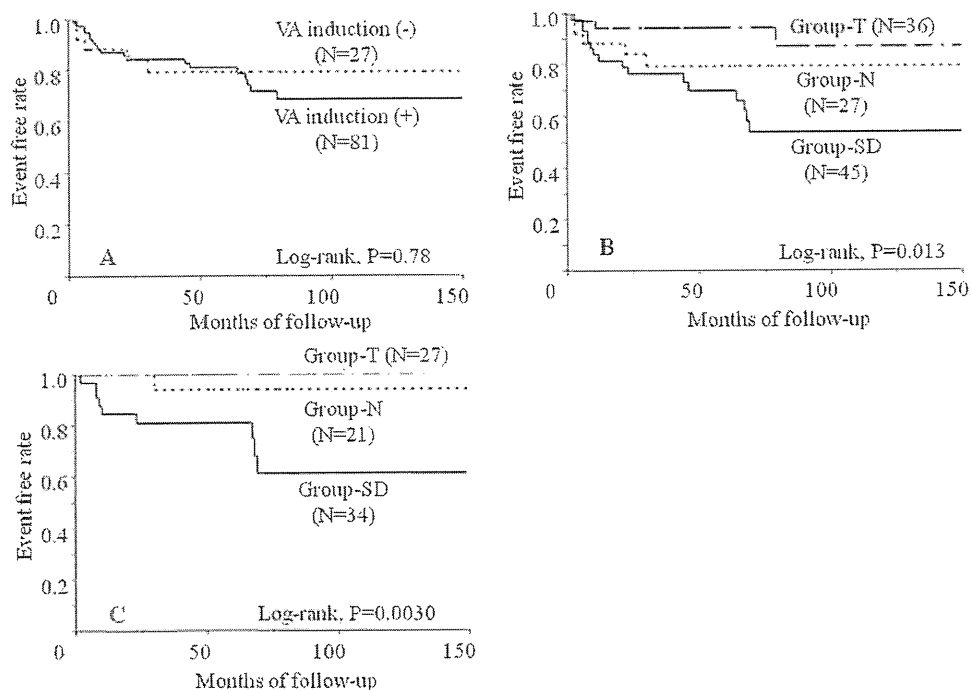 1.0
0.8
0.6
0.4
0.2
Event free rate
VA induction (-)
(N=27)
VA induction (+)
(N=81)
A
Log-rank, P=0.78
0
50
100
150
Months of follow-up
1.0
0.8
0.6
0.4
0.2
Event free rate
Group-T (N=36)
Group-N
(N=27)
Group-SD
(N=45)
B
Log-rank, P=0.013
0
50
100
150
Months of follow-up
1.0
0.8
0.6
0.4
0.2
Event free rate
Group-T (N=27)
Group-N
(N=21)
Group-SD
(N=34)
C
Log-rank, P=0.0030
0
50
100
150
Months of follow-up